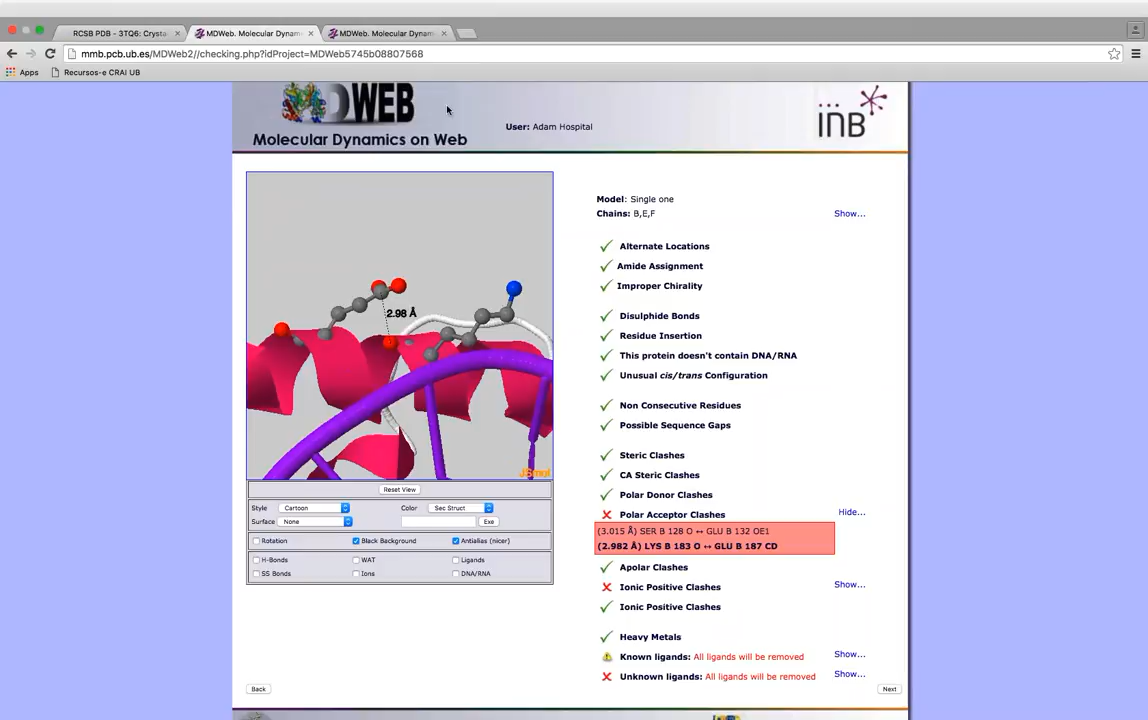 RCSB PDB - 3TQ6: Crysta
MDWeb. Molecular Dynam
MDWeb. Molecular Dynam
mmb.pcb.ub.es/MDWeb2//checking.php?idProject=MDWeb5745b08807568
Apps
Recursos-e CRAI UB
DWEB
Molecular Dynamics on Web
User: Adam Hospital
iNB
Model: Single one
Chains: B,E,F
Show...
Alternate Locations
Amide Assignment
Improper Chirality
Disulphide Bonds
Residue Insertion
This protein doesn't contain DNA/RNA
Unusual cis/trans Configuration
Non Consecutive Residues
Possible Sequence Gaps
Steric Clashes
CA Steric Clashes
Polar Donor Clashes
Polar Acceptor Clashes
Hide...
(3.015 Å) SER B 128 O ↔ GLU B 132 OE1
(2.982 Å) LYS B 183 O ↔ GLU B 187 CD
Apolar Clashes
Ionic Positive Clashes
Show...
Ionic Positive Clashes
Heavy Metals
Known ligands: All ligands will be removed
Show...
Unknown ligands: All ligands will be removed
Show...
2.98 Å
JSmol
Reset View
Style Cartoon Color Sec Struct
Surface None Exe
Rotation Black Background Antialias (nicer)
H-Bonds WAT Ligands
SS Bonds Ions DNA/RNA
Back
Next